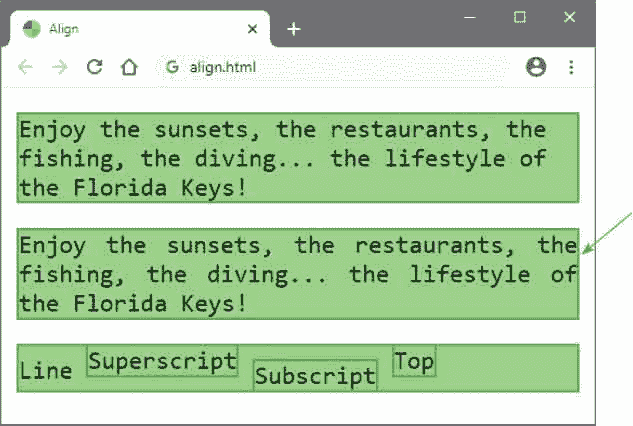 Align
align.html
Enjoy the sunsets, the restaurants, the
fishing, the diving... the lifestyle of
the Florida Keys!
Enjoy the sunsets, the restaurants, the
fishing, the diving... the lifestyle of
the Florida Keys!
Line Superscript Subscript Top